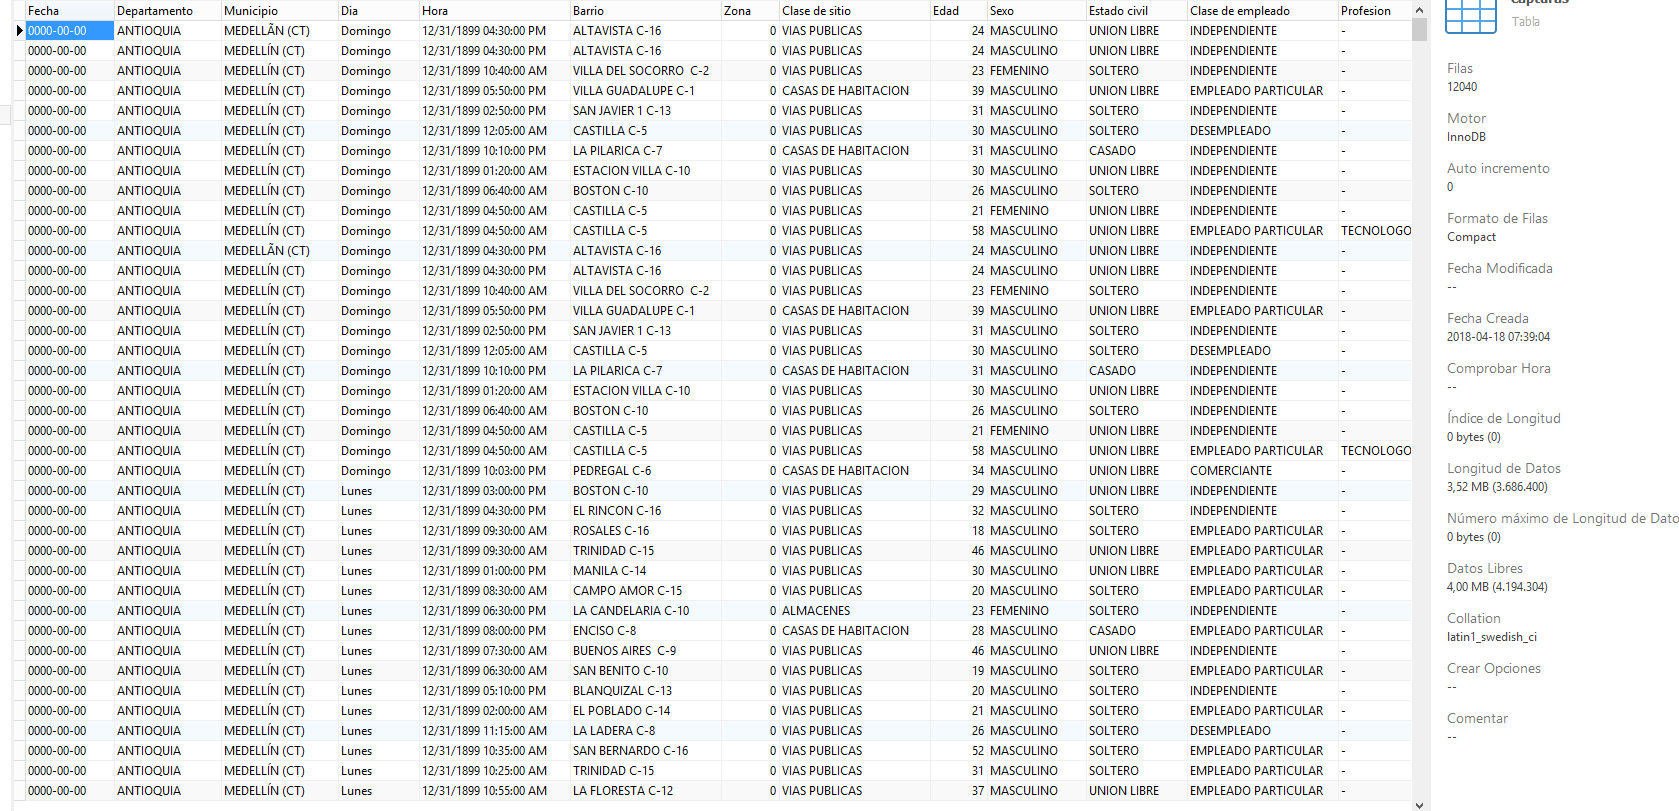 Fecha Departamento Municipio Dia Hora Barrio Zona Clase de sitio Edad Sexo Estado civil Clase de empleado Profesion
0000-00-00 ANTIOQUIA MEDELLÃN (CT) Domingo 12/31/1899 04:30:00 PM ALTAVISTA C-16 0 VIAS PUBLICAS 24 MASCULINO UNION LIBRE INDEPENDIENTE -
0000-00-00 ANTIOQUIA MEDELLÍN (CT) Domingo 12/31/1899 04:30:00 PM ALTAVISTA C-16 0 VIAS PUBLICAS 24 MASCULINO UNION LIBRE INDEPENDIENTE -
0000-00-00 ANTIOQUIA MEDELLÍN (CT) Domingo 12/31/1899 10:40:00 AM VILLA DEL SOCORRO  C-2 0 VIAS PUBLICAS 23 FEMENINO SOLTERO INDEPENDIENTE -
0000-00-00 ANTIOQUIA MEDELLÍN (CT) Domingo 12/31/1899 05:50:00 PM VILLA GUADALUPE C-1 0 CASAS DE HABITACION 39 MASCULINO UNION LIBRE EMPLEADO PARTICULAR -
0000-00-00 ANTIOQUIA MEDELLÍN (CT) Domingo 12/31/1899 02:50:00 PM SAN JAVIER 1 C-13 0 VIAS PUBLICAS 31 MASCULINO SOLTERO INDEPENDIENTE -
0000-00-00 ANTIOQUIA MEDELLÍN (CT) Domingo 12/31/1899 12:05:00 AM CASTILLA C-5 0 VIAS PUBLICAS 30 MASCULINO SOLTERO DESEMPLEADO -
0000-00-00 ANTIOQUIA MEDELLÍN (CT) Domingo 12/31/1899 10:10:00 PM LA PILARICA C-7 0 CASAS DE HABITACION 31 MASCULINO CASADO INDEPENDIENTE -
0000-00-00 ANTIOQUIA MEDELLÍN (CT) Domingo 12/31/1899 01:20:00 AM ESTACION VILLA C-10 0 VIAS PUBLICAS 30 MASCULINO UNION LIBRE INDEPENDIENTE -
0000-00-00 ANTIOQUIA MEDELLÍN (CT) Domingo 12/31/1899 06:40:00 AM BOSTON C-10 0 VIAS PUBLICAS 26 MASCULINO SOLTERO INDEPENDIENTE -
0000-00-00 ANTIOQUIA MEDELLÍN (CT) Domingo 12/31/1899 04:50:00 AM CASTILLA C-5 0 VIAS PUBLICAS 21 FEMENINO UNION LIBRE INDEPENDIENTE -
0000-00-00 ANTIOQUIA MEDELLÍN (CT) Domingo 12/31/1899 04:50:00 AM CASTILLA C-5 0 VIAS PUBLICAS 58 MASCULINO UNION LIBRE EMPLEADO PARTICULAR TECNOLOGO
0000-00-00 ANTIOQUIA MEDELLÃN (CT) Domingo 12/31/1899 04:30:00 PM ALTAVISTA C-16 0 VIAS PUBLICAS 24 MASCULINO UNION LIBRE INDEPENDIENTE -
0000-00-00 ANTIOQUIA MEDELLÍN (CT) Domingo 12/31/1899 04:30:00 PM ALTAVISTA C-16 0 VIAS PUBLICAS 24 MASCULINO UNION LIBRE INDEPENDIENTE -
0000-00-00 ANTIOQUIA MEDELLÍN (CT) Domingo 12/31/1899 10:40:00 AM VILLA DEL SOCORRO  C-2 0 VIAS PUBLICAS 23 FEMENINO SOLTERO INDEPENDIENTE -
0000-00-00 ANTIOQUIA MEDELLÍN (CT) Domingo 12/31/1899 05:50:00 PM VILLA GUADALUPE C-1 0 CASAS DE HABITACION 39 MASCULINO UNION LIBRE EMPLEADO PARTICULAR -
0000-00-00 ANTIOQUIA MEDELLÍN (CT) Domingo 12/31/1899 02:50:00 PM SAN JAVIER 1 C-13 0 VIAS PUBLICAS 31 MASCULINO SOLTERO INDEPENDIENTE -
0000-00-00 ANTIOQUIA MEDELLÍN (CT) Domingo 12/31/1899 12:05:00 AM CASTILLA C-5 0 VIAS PUBLICAS 30 MASCULINO SOLTERO DESEMPLEADO -
0000-00-00 ANTIOQUIA MEDELLÍN (CT) Domingo 12/31/1899 10:10:00 PM LA PILARICA C-7 0 CASAS DE HABITACION 31 MASCULINO CASADO INDEPENDIENTE -
0000-00-00 ANTIOQUIA MEDELLÍN (CT) Domingo 12/31/1899 01:20:00 AM ESTACION VILLA C-10 0 VIAS PUBLICAS 30 MASCULINO UNION LIBRE INDEPENDIENTE -
0000-00-00 ANTIOQUIA MEDELLÍN (CT) Domingo 12/31/1899 06:40:00 AM BOSTON C-10 0 VIAS PUBLICAS 26 MASCULINO SOLTERO INDEPENDIENTE -
0000-00-00 ANTIOQUIA MEDELLÍN (CT) Domingo 12/31/1899 04:50:00 AM CASTILLA C-5 0 VIAS PUBLICAS 21 FEMENINO UNION LIBRE INDEPENDIENTE -
0000-00-00 ANTIOQUIA MEDELLÍN (CT) Domingo 12/31/1899 04:50:00 AM CASTILLA C-5 0 VIAS PUBLICAS 58 MASCULINO UNION LIBRE EMPLEADO PARTICULAR TECNOLOGO
0000-00-00 ANTIOQUIA MEDELLÍN (CT) Domingo 12/31/1899 10:03:00 PM PEDREGAL C-6 0 CASAS DE HABITACION 34 MASCULINO UNION LIBRE COMERCIANTE -
0000-00-00 ANTIOQUIA MEDELLÍN (CT) Lunes 12/31/1899 03:00:00 PM BOSTON C-10 0 VIAS PUBLICAS 29 MASCULINO UNION LIBRE INDEPENDIENTE -
0000-00-00 ANTIOQUIA MEDELLÍN (CT) Lunes 12/31/1899 04:30:00 PM EL RINCON C-16 0 VIAS PUBLICAS 32 MASCULINO SOLTERO INDEPENDIENTE -
0000-00-00 ANTIOQUIA MEDELLÍN (CT) Lunes 12/31/1899 09:30:00 AM ROSALES C-16 0 VIAS PUBLICAS 18 MASCULINO SOLTERO EMPLEADO PARTICULAR -
0000-00-00 ANTIOQUIA MEDELLÍN (CT) Lunes 12/31/1899 09:30:00 AM TRINIDAD C-15 0 VIAS PUBLICAS 46 MASCULINO UNION LIBRE EMPLEADO PARTICULAR -
0000-00-00 ANTIOQUIA MEDELLÍN (CT) Lunes 12/31/1899 01:00:00 PM MANILA C-14 0 VIAS PUBLICAS 30 MASCULINO UNION LIBRE EMPLEADO PARTICULAR -
0000-00-00 ANTIOQUIA MEDELLÍN (CT) Lunes 12/31/1899 08:30:00 AM CAMPO AMOR C-15 0 VIAS PUBLICAS 20 MASCULINO SOLTERO EMPLEADO PARTICULAR -
0000-00-00 ANTIOQUIA MEDELLÍN (CT) Lunes 12/31/1899 06:30:00 PM LA CANDELARIA C-10 0 ALMACENES 23 FEMENINO SOLTERO INDEPENDIENTE -
0000-00-00 ANTIOQUIA MEDELLÍN (CT) Lunes 12/31/1899 08:00:00 PM ENCISO C-8 0 CASAS DE HABITACION 28 MASCULINO CASADO EMPLEADO PARTICULAR -
0000-00-00 ANTIOQUIA MEDELLÍN (CT) Lunes 12/31/1899 07:30:00 AM BUENOS AIRES  C-9 0 VIAS PUBLICAS 46 MASCULINO UNION LIBRE INDEPENDIENTE -
0000-00-00 ANTIOQUIA MEDELLÍN (CT) Lunes 12/31/1899 06:30:00 AM SAN BENITO C-10 0 VIAS PUBLICAS 19 MASCULINO SOLTERO EMPLEADO PARTICULAR -
0000-00-00 ANTIOQUIA MEDELLÍN (CT) Lunes 12/31/1899 05:10:00 PM BLANQUIZAL C-13 0 VIAS PUBLICAS 20 MASCULINO SOLTERO INDEPENDIENTE -
0000-00-00 ANTIOQUIA MEDELLÍN (CT) Lunes 12/31/1899 02:00:00 AM EL POBLADO C-14 0 VIAS PUBLICAS 21 MASCULINO SOLTERO EMPLEADO PARTICULAR -
0000-00-00 ANTIOQUIA MEDELLÍN (CT) Lunes 12/31/1899 11:15:00 AM LA LADERA C-8 0 VIAS PUBLICAS 26 MASCULINO SOLTERO DESEMPLEADO -
0000-00-00 ANTIOQUIA MEDELLÍN (CT) Lunes 12/31/1899 10:35:00 AM SAN BERNARDO C-16 0 VIAS PUBLICAS 52 MASCULINO SOLTERO EMPLEADO PARTICULAR -
0000-00-00 ANTIOQUIA MEDELLÍN (CT) Lunes 12/31/1899 10:25:00 AM TRINIDAD C-15 0 VIAS PUBLICAS 31 MASCULINO SOLTERO EMPLEADO PARTICULAR -
0000-00-00 ANTIOQUIA MEDELLÍN (CT) Lunes 12/31/1899 10:55:00 AM LA FLORESTA C-12 0 VIAS PUBLICAS 37 MASCULINO UNION LIBRE EMPLEADO PARTICULAR -
Capturas
Tabla
Filas
12040
Motor
InnoDB
Auto incremento
0
Formato de Filas
Compact
Fecha Modificada
--
Fecha Creada
2018-04-18 07:39:04
Comprobar Hora
--
Índice de Longitud
0 bytes (0)
Longitud de Datos
3,52 MB (3.686.400)
Número máximo de Longitud de Dato
0 bytes (0)
Datos Libres
4,00 MB (4.194.304)
Collation
latin1_swedish_ci
Crear Opciones
--
Comentar
--